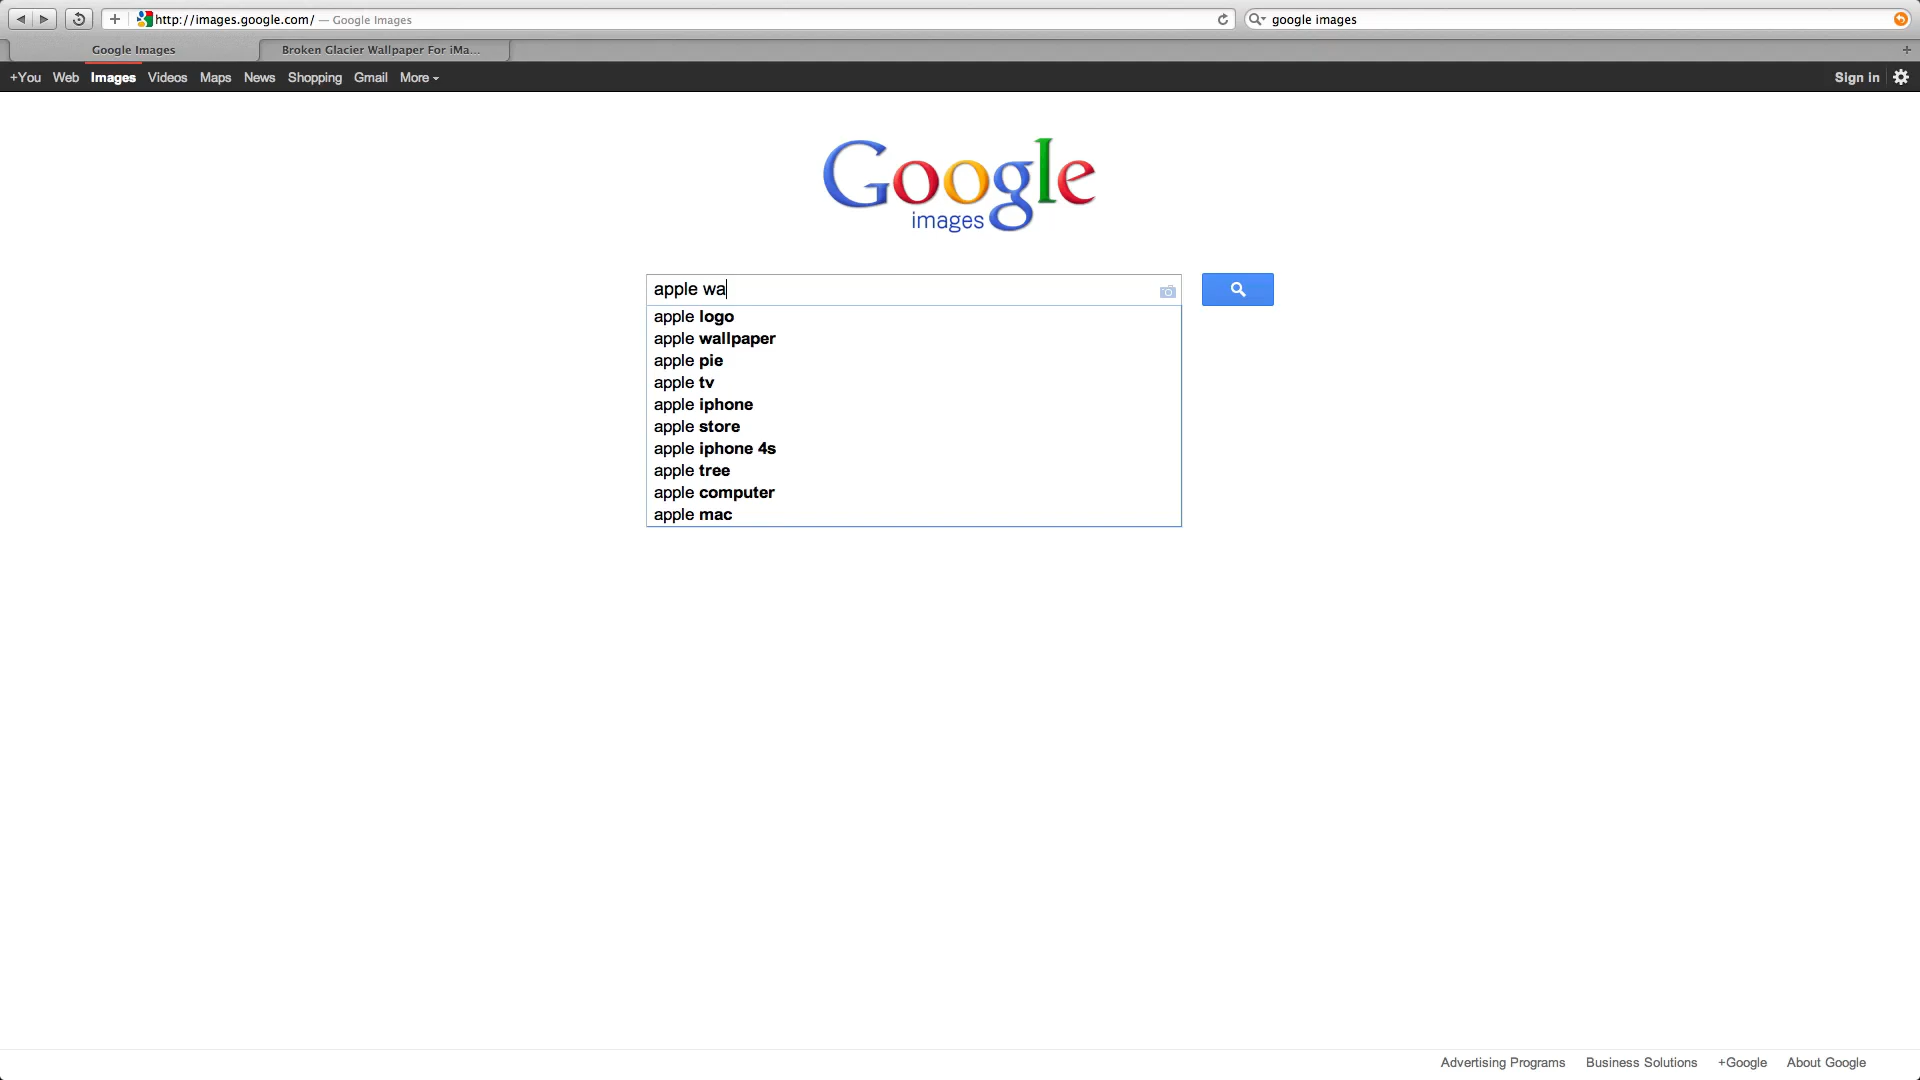 http://images.google.com/ — Google Images
google images
Google Images
Broken Glacier Wallpaper For iMa...
+You Web Images Videos Maps News Shopping Gmail More
Sign in
Google
images
apple wa
apple logo
apple wallpaper
apple pie
apple tv
apple iphone
apple store
apple iphone 4s
apple tree
apple computer
apple mac
Advertising Programs Business Solutions +Google About Google